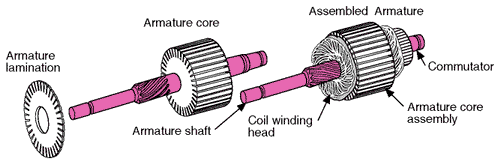 Armature
lamination
Armature core
Armature shaft
Assembled Armature
Coil winding
head
Commutator
Armature core
assembly